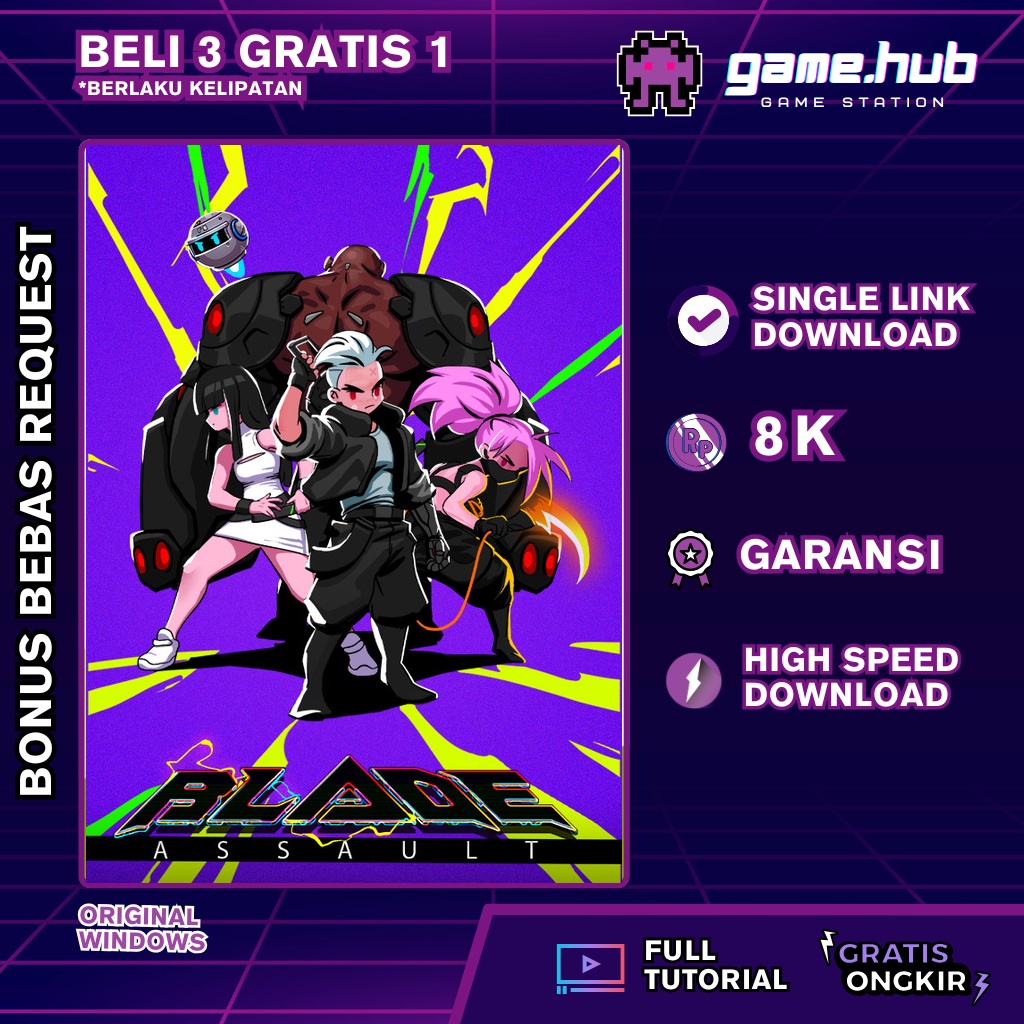 BELI 3 GRATIS 1
*BERLAKU KELIPATAN
game.hub
GAME STATION
BONUS BEBAS REQUEST
SINGLE LINK
DOWNLOAD
Rp
8K
GARANSI
HIGH SPEED
DOWNLOAD
BLADE
ASSAULT
ORIGINAL
WINDOWS
FULL
TUTORIAL
GRATIS
ONGKIR